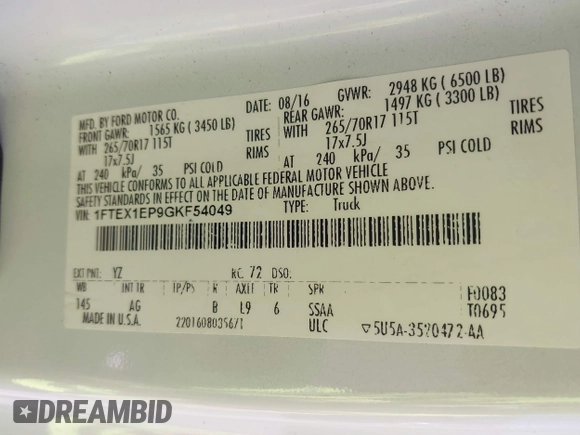 MFD. BY FORD MOTOR CO.
DATE: 08/16 GVWR: 2948 KG (6500 LB)
FRONT GAWR: 1565 KG (3450 LB) REAR GAWR: 1497 KG (3300 LB)
WITH 265/70R17 115T TIRES WITH 265/70R17 115T TIRES
17x7.5J RIMS 17x7.5J RIMS
AT 240 kPa/ 35 PSI COLD AT 240 kPa/ 35 PSI COLD
THIS VEHICLE CONFORMS TO ALL APPLICABLE FEDERAL MOTOR VEHICLE
SAFETY STANDARDS IN EFFECT ON THE DATE OF MANUFACTURE SHOWN ABOVE.
VIN: 1FTEX1EP9GKF54049 TYPE: Truck
EXT PNT: YZ RC: 72 DSO:
WB INT TR TP/PS R AXLE TR SPR F0083
145 AG B L9 6 SSAA T0695
MADE IN U.S.A. ULC
DREAMBID